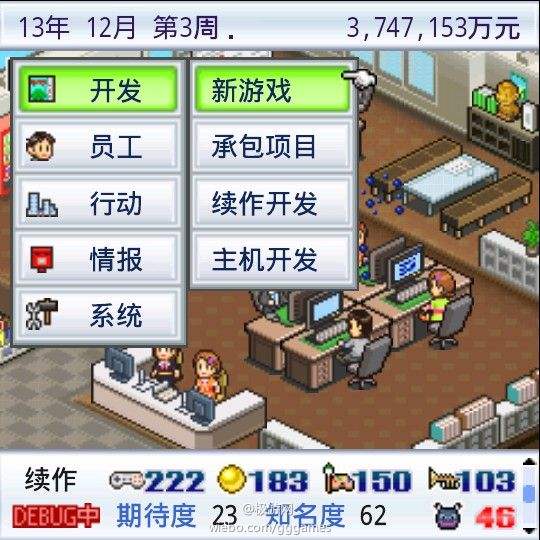 13年 12月 第3周. 3,747,153万元
开发 新游戏
员工 承包项目
行动 续作开发
情报 主机开发
系统
续作 222 183 150 103
DEBUG中 期待度 23 知名度 62 46
weibo.com/gggames